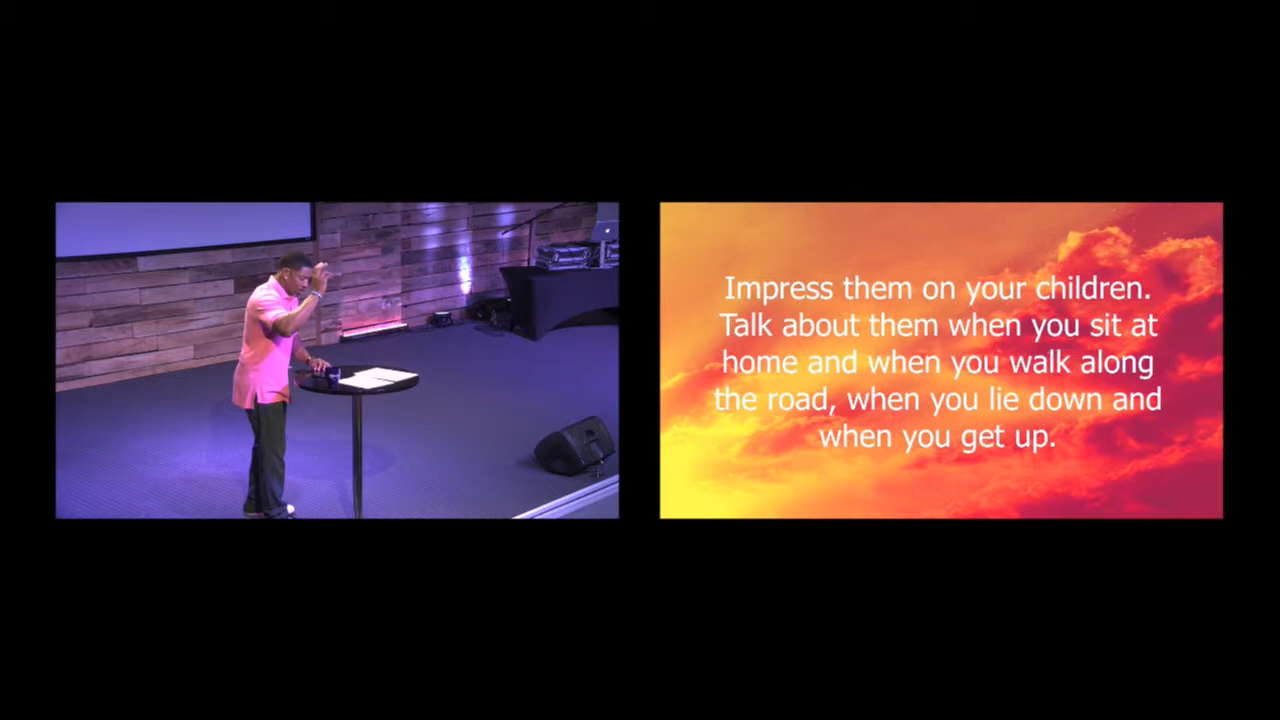 Impress them on your children.
Talk about them when you sit at
home and when you walk along
the road, when you lie down and
when you get up.